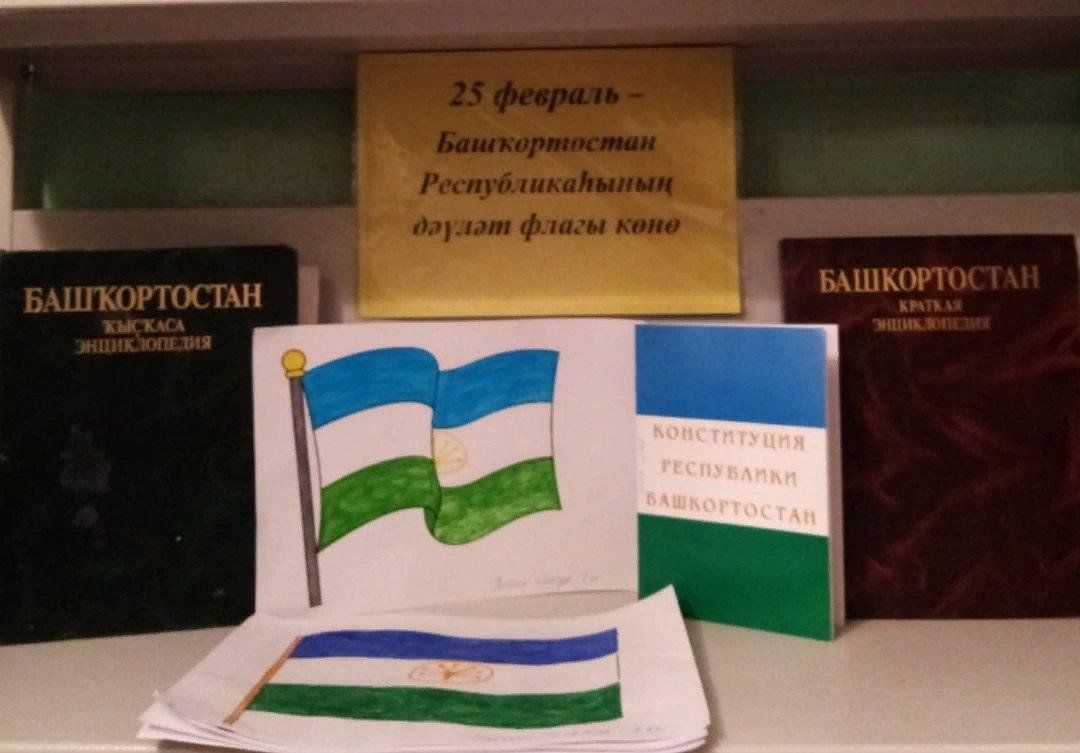 25 февраль –
Башҡортостан
Республикаһының
дәүләт флагы көнө
БАШҠОРТОСТАН
ҠЫҪҠАСА
ЭНЦИКЛОПЕДИЯ
КОНСТИТУЦИЯ
РЕСПУБЛИКИ
БАШКОРТОСТАН
БАШКОРТОСТАН
КРАТКАЯ
ЭНЦИКЛОПЕДИЯ